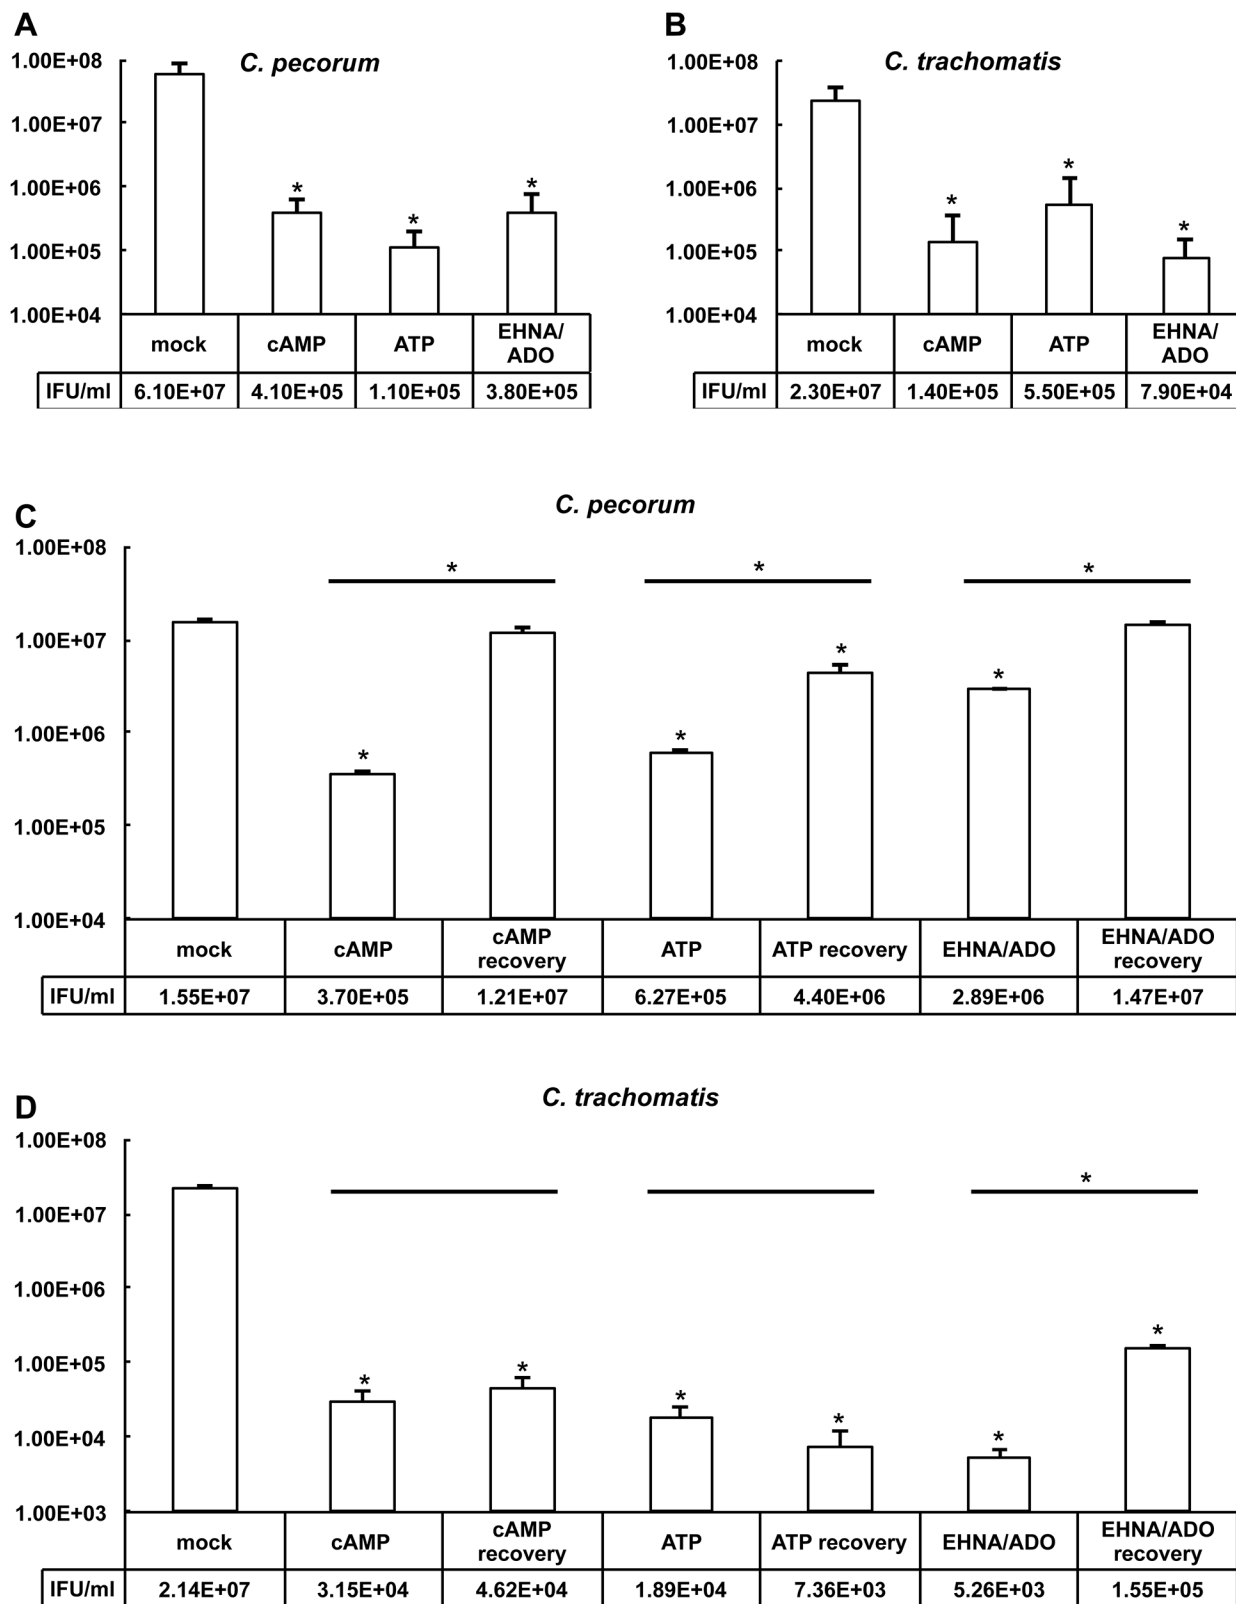 A
C. pecorum
1.00E+08
1.00E+07
1.00E+06
1.00E+05
1.00E+04
* * *
mock cAMP ATP EHNA/
ADO
IFU/ml 6.10E+07 4.10E+05 1.10E+05 3.80E+05
B
C. trachomatis
1.00E+08
1.00E+07
1.00E+06
1.00E+05
1.00E+04
* * *
mock cAMP ATP EHNA/
ADO
IFU/ml 2.30E+07 1.40E+05 5.50E+05 7.90E+04
C
C. pecorum
1.00E+08
1.00E+07
1.00E+06
1.00E+05
1.00E+04
* * *
* * * *
mock cAMP cAMP
recovery ATP ATP recovery EHNA/ADO EHNA/ADO
recovery
IFU/ml 1.55E+07 3.70E+05 1.21E+07 6.27E+05 4.40E+06 2.89E+06 1.47E+07
D
C. trachomatis
1.00E+08
1.00E+07
1.00E+06
1.00E+05
1.00E+04
1.00E+03
*
* * * * * *
mock cAMP cAMP
recovery ATP ATP recovery EHNA/ADO EHNA/ADO
recovery
IFU/ml 2.14E+07 3.15E+04 4.62E+04 1.89E+04 7.36E+03 5.26E+03 1.55E+05